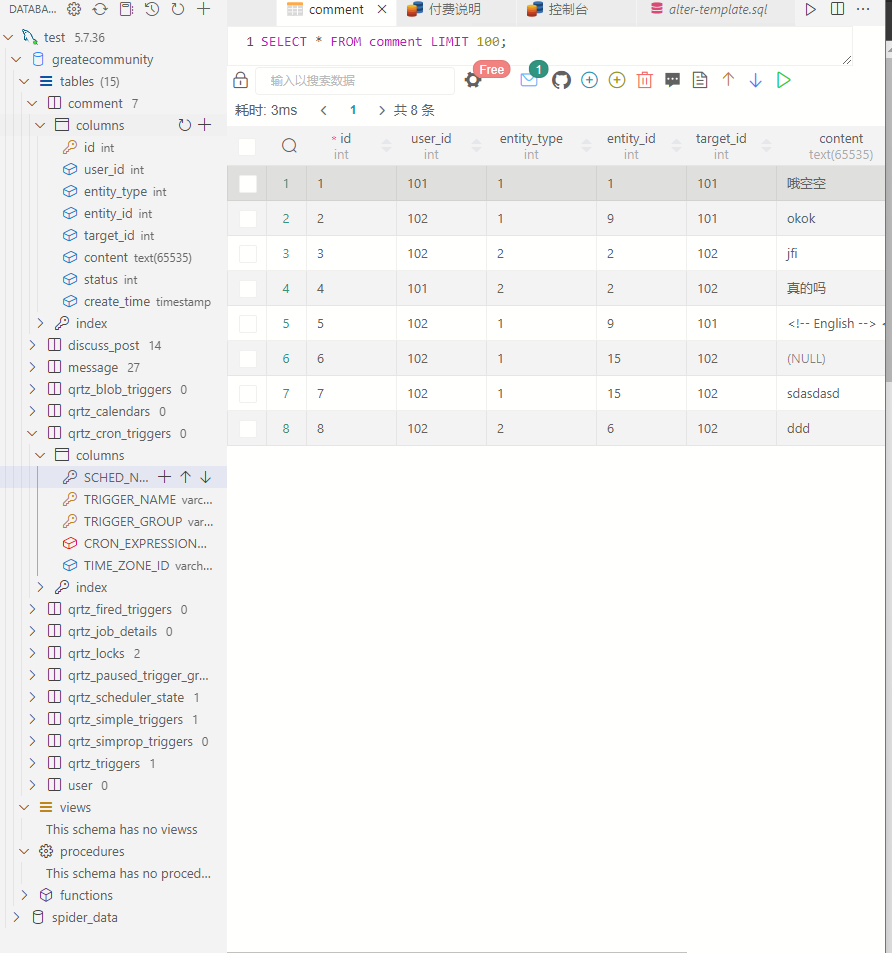 DATABA...
comment
付费说明
控制台
alter-template.sql
test 5.7.36
greatecommunity
tables (15)
comment 7
columns
id int
user_id int
entity_type int
entity_id int
target_id int
content text(65535)
status int
create_time timestamp
index
discuss_post 14
message 27
qrtz_blob_triggers 0
qrtz_calendars 0
qrtz_cron_triggers 0
columns
SCHED_N...
TRIGGER_NAME varc...
TRIGGER_GROUP var...
CRON_EXPRESSION...
TIME_ZONE_ID varch...
index
qrtz_fired_triggers 0
qrtz_job_details 0
qrtz_locks 2
qrtz_paused_trigger_gr...
qrtz_scheduler_state 1
qrtz_simple_triggers 1
qrtz_simprop_triggers 0
qrtz_triggers 1
user 0
views
This schema has no viewss
procedures
This schema has no proced...
functions
spider_data
1 SELECT * FROM comment LIMIT 100;
输入以搜索数据
Free
1
耗时: 3ms
1
共 8 条
* id user_id entity_type entity_id target_id content
int int int int int text(65535)
1 1 101 1 1 101 哦空空
2 2 102 1 9 101 okok
3 3 102 2 2 102 jfi
4 4 101 2 2 102 真的吗
5 5 102 1 9 101 <!-- English -->
6 6 102 1 15 102 (NULL)
7 7 102 1 15 102 sdasdasd
8 8 102 2 6 102 ddd